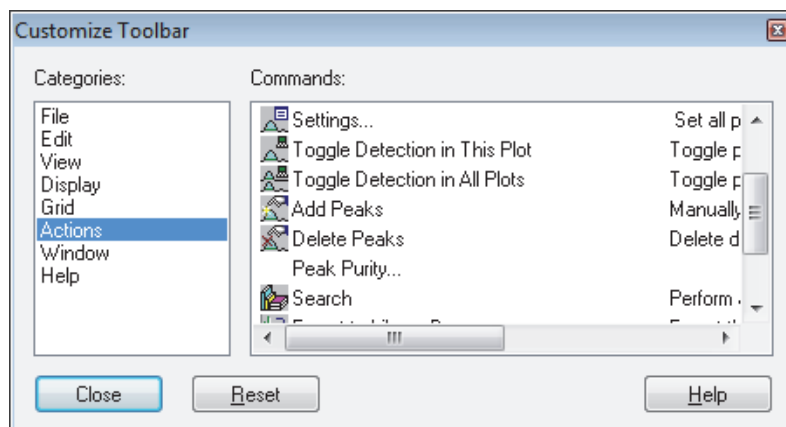 Customize Toolbar
Categories:
Commands:
File
Edit
View
Display
Grid
Actions
Window
Help
Settings... Set all p
Toggle Detection in This Plot Toggle p
Toggle Detection in All Plots Toggle p
Add Peaks Manually
Delete Peaks Delete d
Peak Purity...
Search Perform
Close
Reset
Help